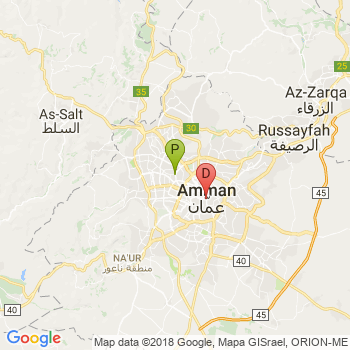 25
Az-Zarqa
الزرقاء
35
As-Salt
السلط
30
Russayfah
الرصيفة
P
D
Amman
عمان
45
NA'UR
منطقة ناعور
40
40
45
Google
Map data ©2018 Google, Mapa GISrael, ORION-ME